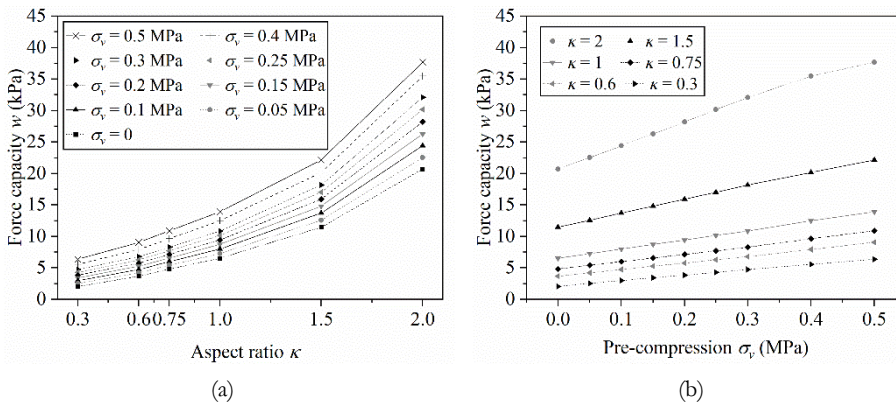 45
40
35
30
25
20
15
10
5
0
Force capacity w (kPa)
σv = 0.5 MPa
σv = 0.4 MPa
σv = 0.3 MPa
σv = 0.25 MPa
σv = 0.2 MPa
σv = 0.15 MPa
σv = 0.1 MPa
σv = 0.05 MPa
σv = 0
0.3 0.6 0.75 1.0 1.5 2.0
Aspect ratio κ
(a)
45
40
35
30
25
20
15
10
5
0
Force capacity w (kPa)
κ = 2 κ = 1.5
κ = 1 κ = 0.75
κ = 0.6 κ = 0.3
0.0 0.1 0.2 0.3 0.4 0.5
Pre-compression σv (MPa)
(b)